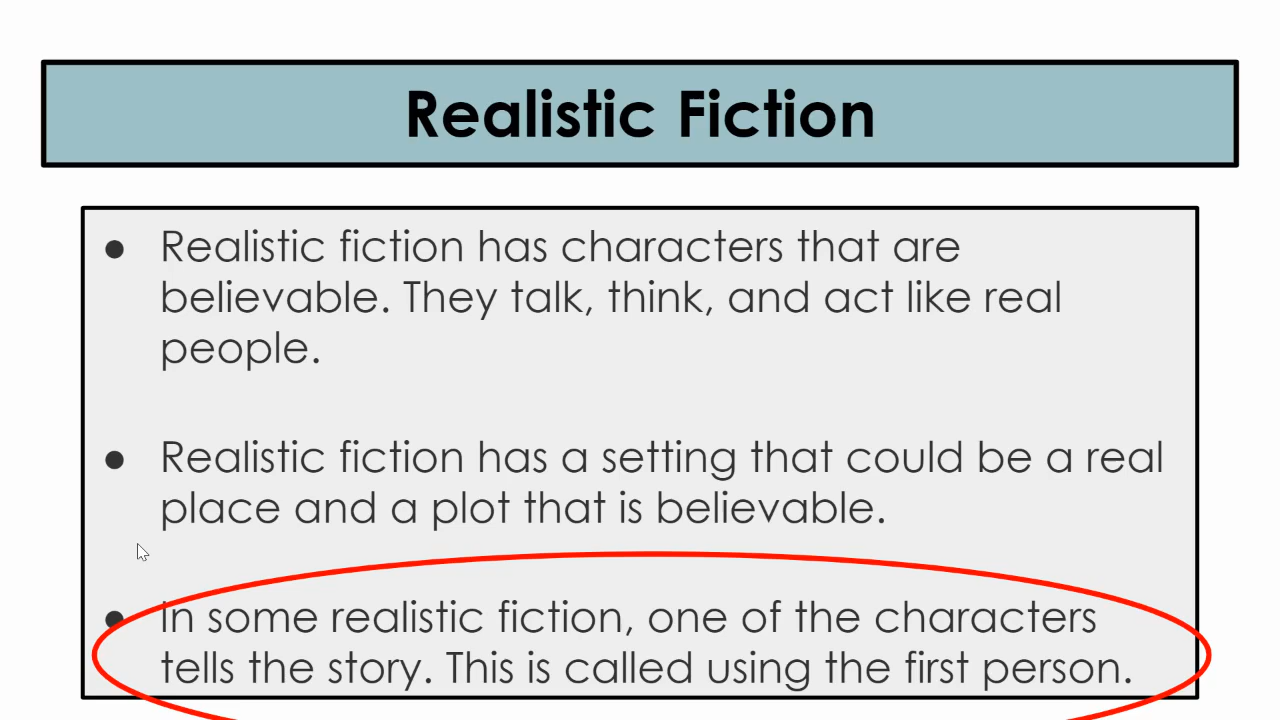 Realistic Fiction
● Realistic fiction has characters that are
believable. They talk, think, and act like real
people.
● Realistic fiction has a setting that could be a real
place and a plot that is believable.
● In some realistic fiction, one of the characters
tells the story. This is called using the first person.